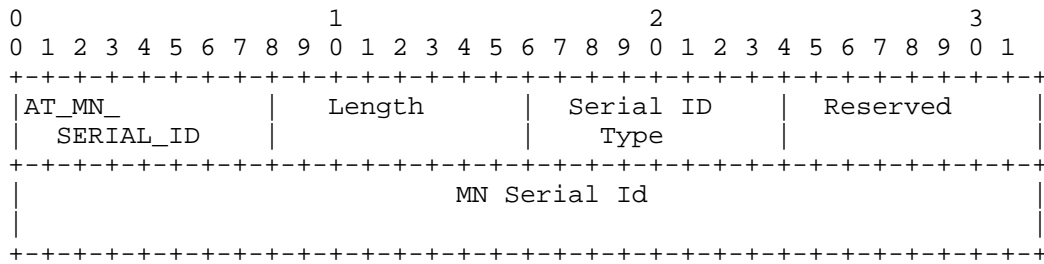 0                   1                   2                   3
0 1 2 3 4 5 6 7 8 9 0 1 2 3 4 5 6 7 8 9 0 1 2 3 4 5 6 7 8 9 0 1
+-+-+-+-+-+-+-+-+-+-+-+-+-+-+-+-+-+-+-+-+-+-+-+-+-+-+-+-+-+-+-+-+
|AT_MN_         |   Length      |  Serial ID    |  Reserved     |
|  SERIAL_ID    |               |    Type       |               |
+-+-+-+-+-+-+-+-+-+-+-+-+-+-+-+-+-+-+-+-+-+-+-+-+-+-+-+-+-+-+-+-+
|                           MN Serial Id                        |
|                                                               |
+-+-+-+-+-+-+-+-+-+-+-+-+-+-+-+-+-+-+-+-+-+-+-+-+-+-+-+-+-+-+-+-+